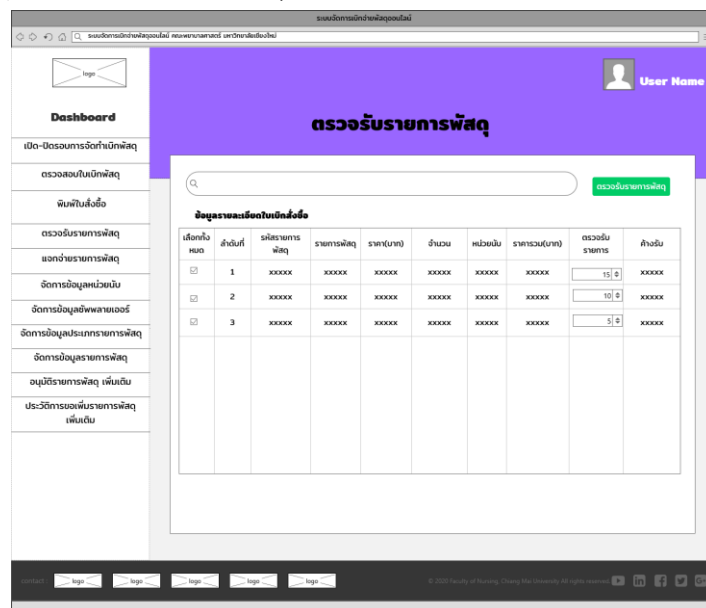 ระบบจัดการเบิกจ่ายพัสดุออนไลน์
ระบบจัดการเบิกจ่ายพัสดุออนไลน์ คณะพยาบาลศาสตร์ มหาวิทยาลัยเชียงใหม่
logo
User Name
Dashboard
ตรวจรับรายการพัสดุ
เปิด-ปิดรอบการจัดทำเบิกพัสดุ
ตรวจสอบใบเบิกพัสดุ
พิมพ์ใบสั่งซื้อ
ตรวจรับรายการพัสดุ
แจกจ่ายรายการพัสดุ
จัดการข้อมูลหน่วยนับ
จัดการข้อมูลซัพพลายเออร์
จัดการข้อมูลประเภทรายการพัสดุ
จัดการข้อมูลรายการพัสดุ
อนุมัติรายการพัสดุ เพิ่มเติม
ประวัติการขอเพิ่มรายการพัสดุ
เพิ่มเติม
ตรวจรับรายการพัสดุ
ข้อมูลรายละเอียดใบเบิกสั่งซื้อ
เลือกทั้ง
หมด
ลำดับที่
รหัสรายการ
พัสดุ
รายการพัสดุ
ราคา(บาท)
จำนวน
หน่วยนับ
ราคารวม(บาท)
ตรวจรับ
รายการ
ค้างรับ
1 xxxxx xxxxx xxxxx xxxxx xxxxx xxxxx 15 xxxxx
2 xxxxx xxxxx xxxxx xxxxx xxxxx xxxxx 10 xxxxx
3 xxxxx xxxxx xxxxx xxxxx xxxxx xxxxx 5 xxxxx
contact : logo logo logo logo logo © 2020 Faculty of Nursing, Chiang Mai University All rights reserved